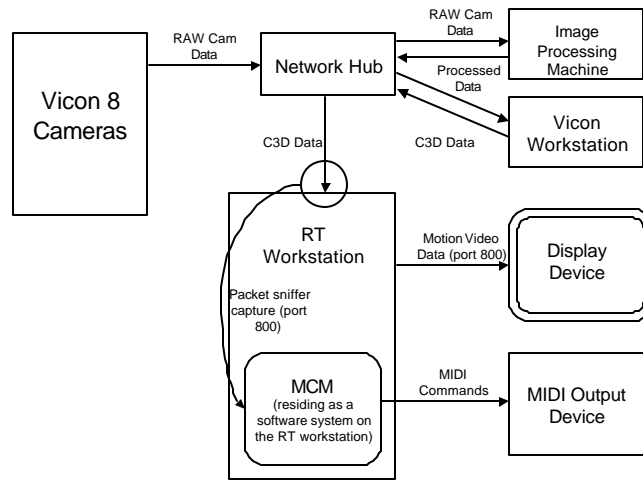 RAW Cam
Data
Vicon 8
Cameras
Network Hub
RAW Cam
Data
Image
Processing
Machine
Processed
Data
Vicon
Workstation
C3D Data
C3D Data
RT
Workstation
Motion Video
Data (port 800)
Display
Device
Packet sniffer
capture (port
800)
MCM
(residing as a
software system on
the RT workstation)
MIDI
Commands
MIDI Output
Device